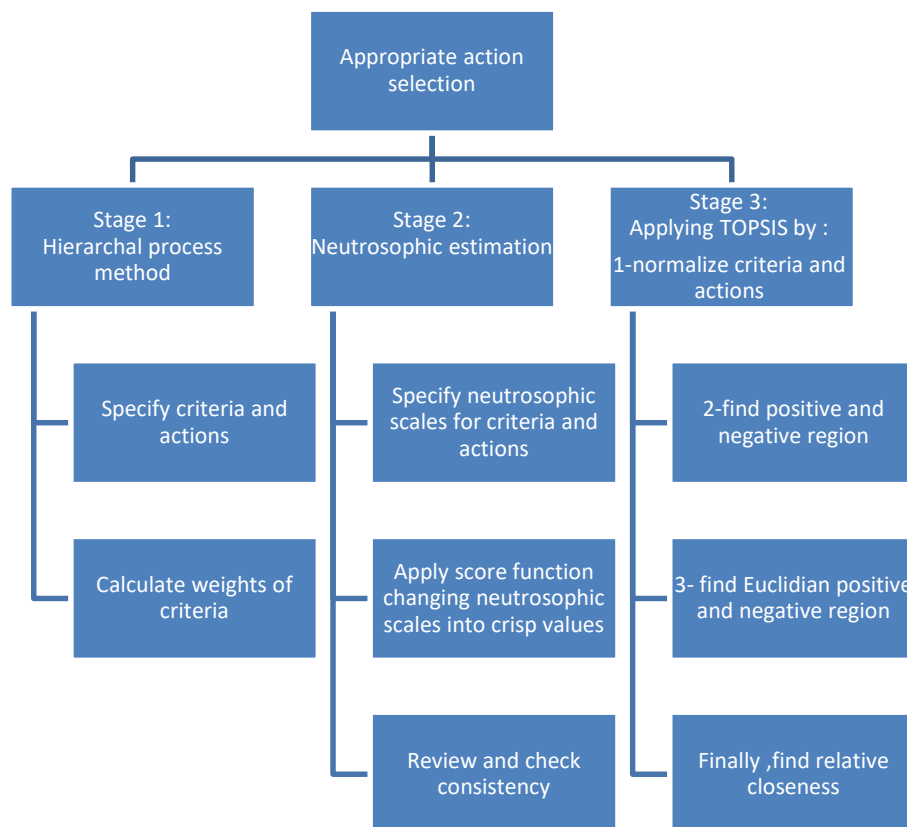 Appropriate action
selection
Stage 1:
Hierarchal process
method
Specify criteria and
actions
Calculate weights of
criteria
Stage 2:
Neutrosophic estimation
Specify neutrosophic
scales for criteria and
actions
Apply score function
changing neutrosophic
scales into crisp values
Review and check
consistency
Stage 3:
Applying TOPSIS by :
1-normalize criteria and
actions
2-find positive and
negative region
3- find Euclidian positive
and negative region
Finally ,find relative
closeness